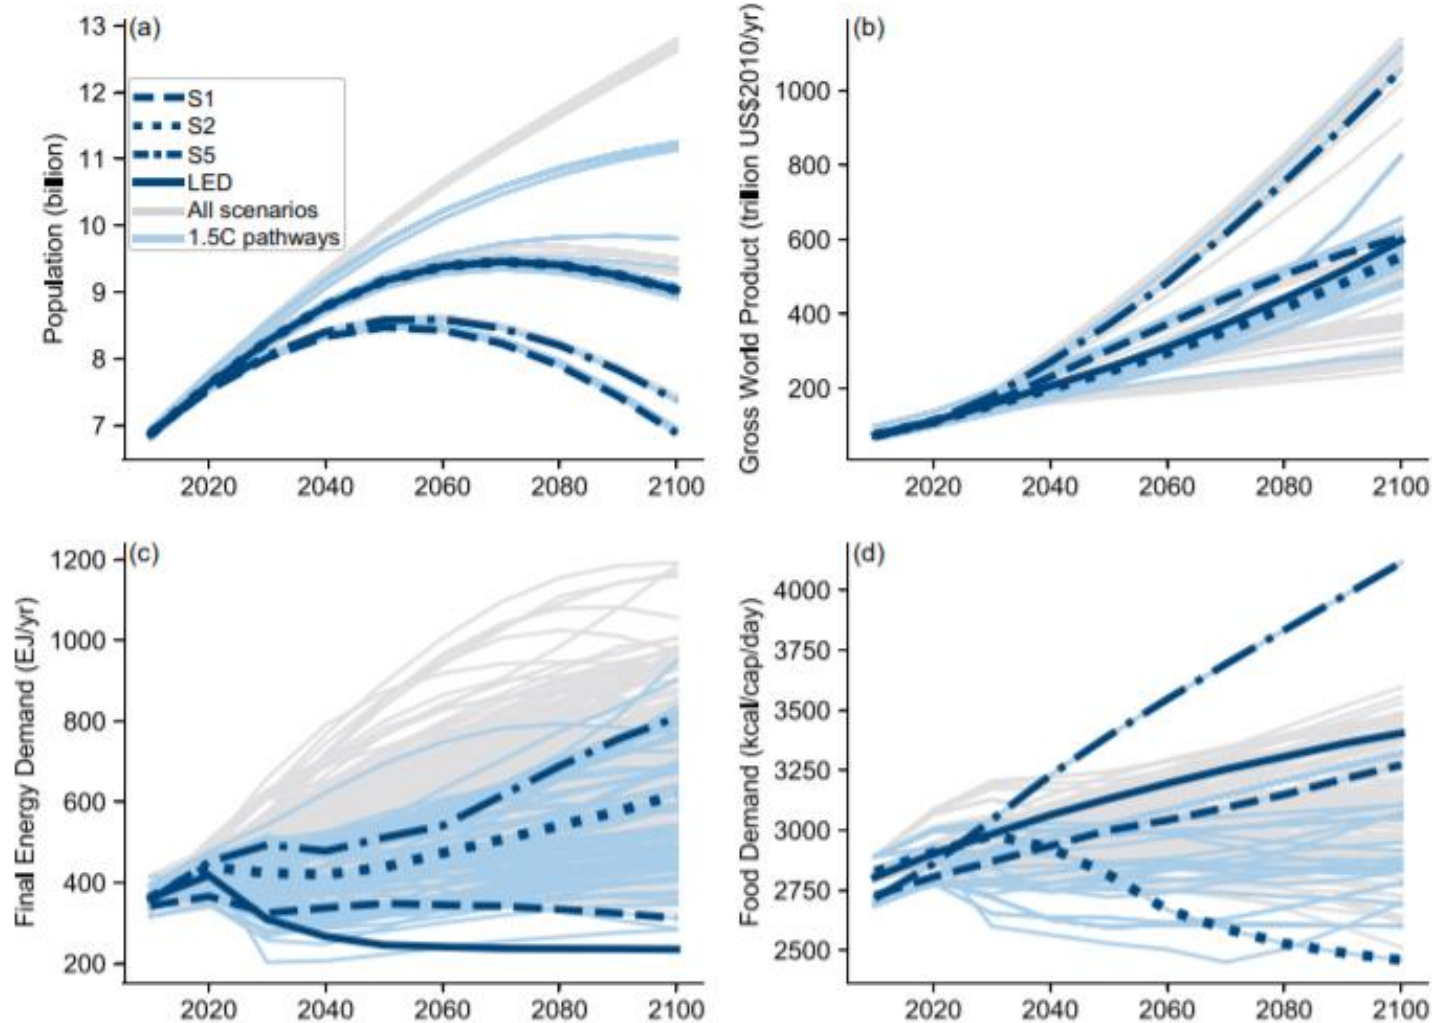 (a)
Population (billion)
13
12
11
10
9
8
7
S1
S2
S5
LED
All scenarios
1.5C pathways
2020 2040 2060 2080 2100
(b)
Gross World Product (trillion US$2010/yr)
1000
800
600
400
200
2020 2040 2060 2080 2100
(c)
Final Energy Demand (EJ/yr)
1200
1000
800
600
400
200
2020 2040 2060 2080 2100
(d)
Food Demand (kcal/cap/day)
4000
3750
3500
3250
3000
2750
2500
2020 2040 2060 2080 2100